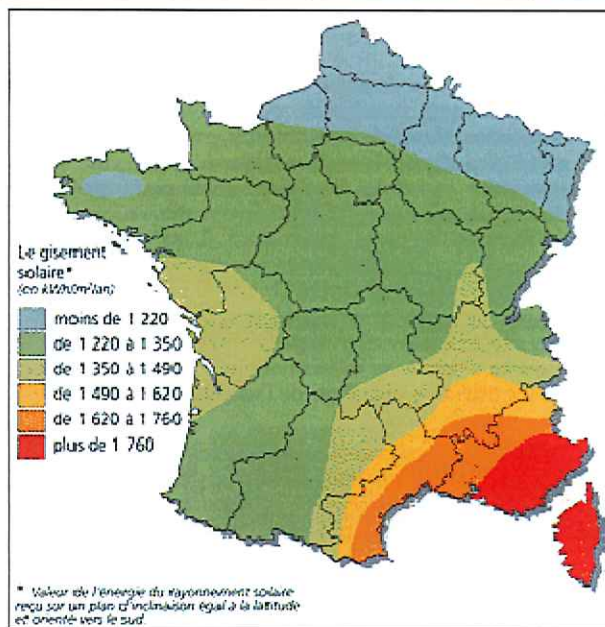 Le gisement
solaire*
(en kWh/m²/an)
moins de 1 220
de 1 220 à 1 350
de 1 350 à 1 490
de 1 490 à 1 620
de 1 620 à 1 760
plus de 1 760
* Valeur de l'énergie du rayonnement solaire
reçu sur un plan d'inclinaison égal à la latitude
et orienté vers le sud.